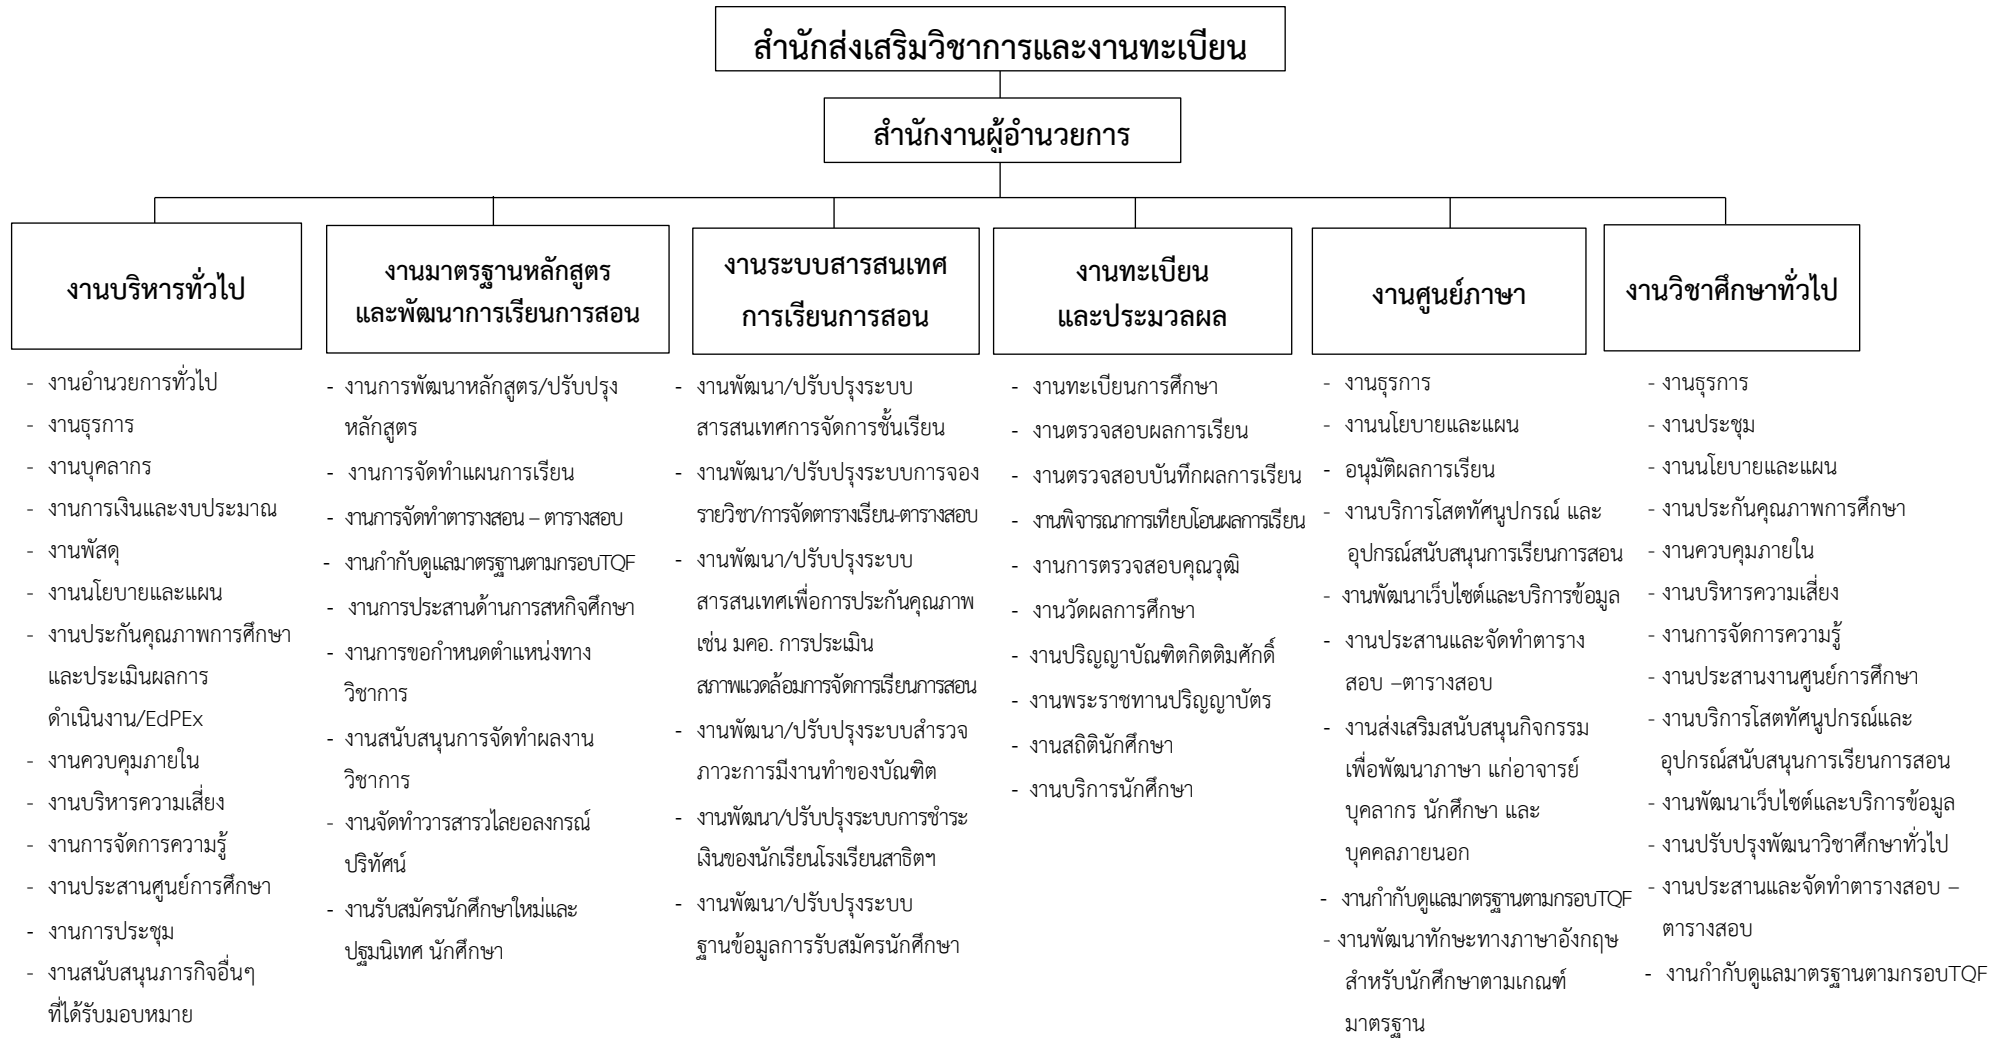 สำนักส่งเสริมวิชาการและงานทะเบียน
สำนักงานผู้อำนวยการ
งานบริหารทั่วไป
- งานอำนวยการทั่วไป
- งานธุรการ
- งานบุคลากร
- งานการเงินและงบประมาณ
- งานพัสดุ
- งานนโยบายและแผน
- งานประกันคุณภาพการศึกษา
และประเมินผลการ
ดำเนินงาน/EdPEx
- งานควบคุมภายใน
- งานบริหารความเสี่ยง
- งานการจัดการความรู้
- งานประสานศูนย์การศึกษา
- งานการประชุม
- งานสนับสนุนภารกิจอื่นๆ
ที่ได้รับมอบหมาย
งานมาตรฐานหลักสูตร
และพัฒนาการเรียนการสอน
- งานการพัฒนาหลักสูตร/ปรับปรุง
หลักสูตร
- งานการจัดทำแผนการเรียน
- งานการจัดทำตารางสอน – ตารางสอบ
- งานกำกับดูแลมาตรฐานตามกรอบTQF
- งานการประสานด้านการสหกิจศึกษา
- งานการขอกำหนดตำแหน่งทาง
วิชาการ
- งานสนับสนุนการจัดทำผลงาน
วิชาการ
- งานจัดทำวารสารวไลยอลงกรณ์
ปริทัศน์
- งานรับสมัครนักศึกษาใหม่และ
ปฐมนิเทศ นักศึกษา
งานระบบสารสนเทศ
การเรียนการสอน
- งานพัฒนา/ปรับปรุงระบบ
สารสนเทศการจัดการชั้นเรียน
- งานพัฒนา/ปรับปรุงระบบการจอง
รายวิชา/การจัดตารางเรียน-ตารางสอบ
- งานพัฒนา/ปรับปรุงระบบ
สารสนเทศเพื่อการประกันคุณภาพ
เช่น มคอ. การประเมิน
สภาพแวดล้อมการจัดการเรียนการสอน
- งานพัฒนา/ปรับปรุงระบบสำรวจ
ภาวะการมีงานทำของบัณฑิต
- งานพัฒนา/ปรับปรุงระบบการชำระ
เงินของนักเรียนโรงเรียนสาธิตฯ
- งานพัฒนา/ปรับปรุงระบบ
ฐานข้อมูลการรับสมัครนักศึกษา
งานทะเบียน
และประมวลผล
- งานทะเบียนการศึกษา
- งานตรวจสอบผลการเรียน
- งานตรวจสอบบันทึกผลการเรียน
- งานพิจารณาการเทียบโอนผลการเรียน
- งานการตรวจสอบคุณวุฒิ
- งานวัดผลการศึกษา
- งานปริญญาบัณฑิตกิตติมศักดิ์
- งานพระราชทานปริญญาบัตร
- งานสถิตินักศึกษา
- งานบริการนักศึกษา
งานศูนย์ภาษา
- งานธุรการ
- งานนโยบายและแผน
- อนุมัติผลการเรียน
- งานบริการโสตทัศนูปกรณ์ และ
อุปกรณ์สนับสนุนการเรียนการสอน
- งานพัฒนาเว็บไซต์และบริการข้อมูล
- งานประสานและจัดทำตาราง
สอบ –ตารางสอบ
- งานส่งเสริมสนับสนุนกิจกรรม
เพื่อพัฒนาภาษา แก่อาจารย์
บุคลากร นักศึกษา และ
บุคคลภายนอก
- งานกำกับดูแลมาตรฐานตามกรอบTQF
- งานพัฒนาทักษะทางภาษาอังกฤษ
สำหรับนักศึกษาตามเกณฑ์
มาตรฐาน
งานวิชาศึกษาทั่วไป
- งานธุรการ
- งานประชุม
- งานนโยบายและแผน
- งานประกันคุณภาพการศึกษา
- งานควบคุมภายใน
- งานบริหารความเสี่ยง
- งานการจัดการความรู้
- งานประสานงานศูนย์การศึกษา
- งานบริการโสตทัศนูปกรณ์และ
อุปกรณ์สนับสนุนการเรียนการสอน
- งานพัฒนาเว็บไซต์และบริการข้อมูล
- งานปรับปรุงพัฒนาวิชาศึกษาทั่วไป
- งานประสานและจัดทำตารางสอบ –
ตารางสอบ
- งานกำกับดูแลมาตรฐานตามกรอบTQF